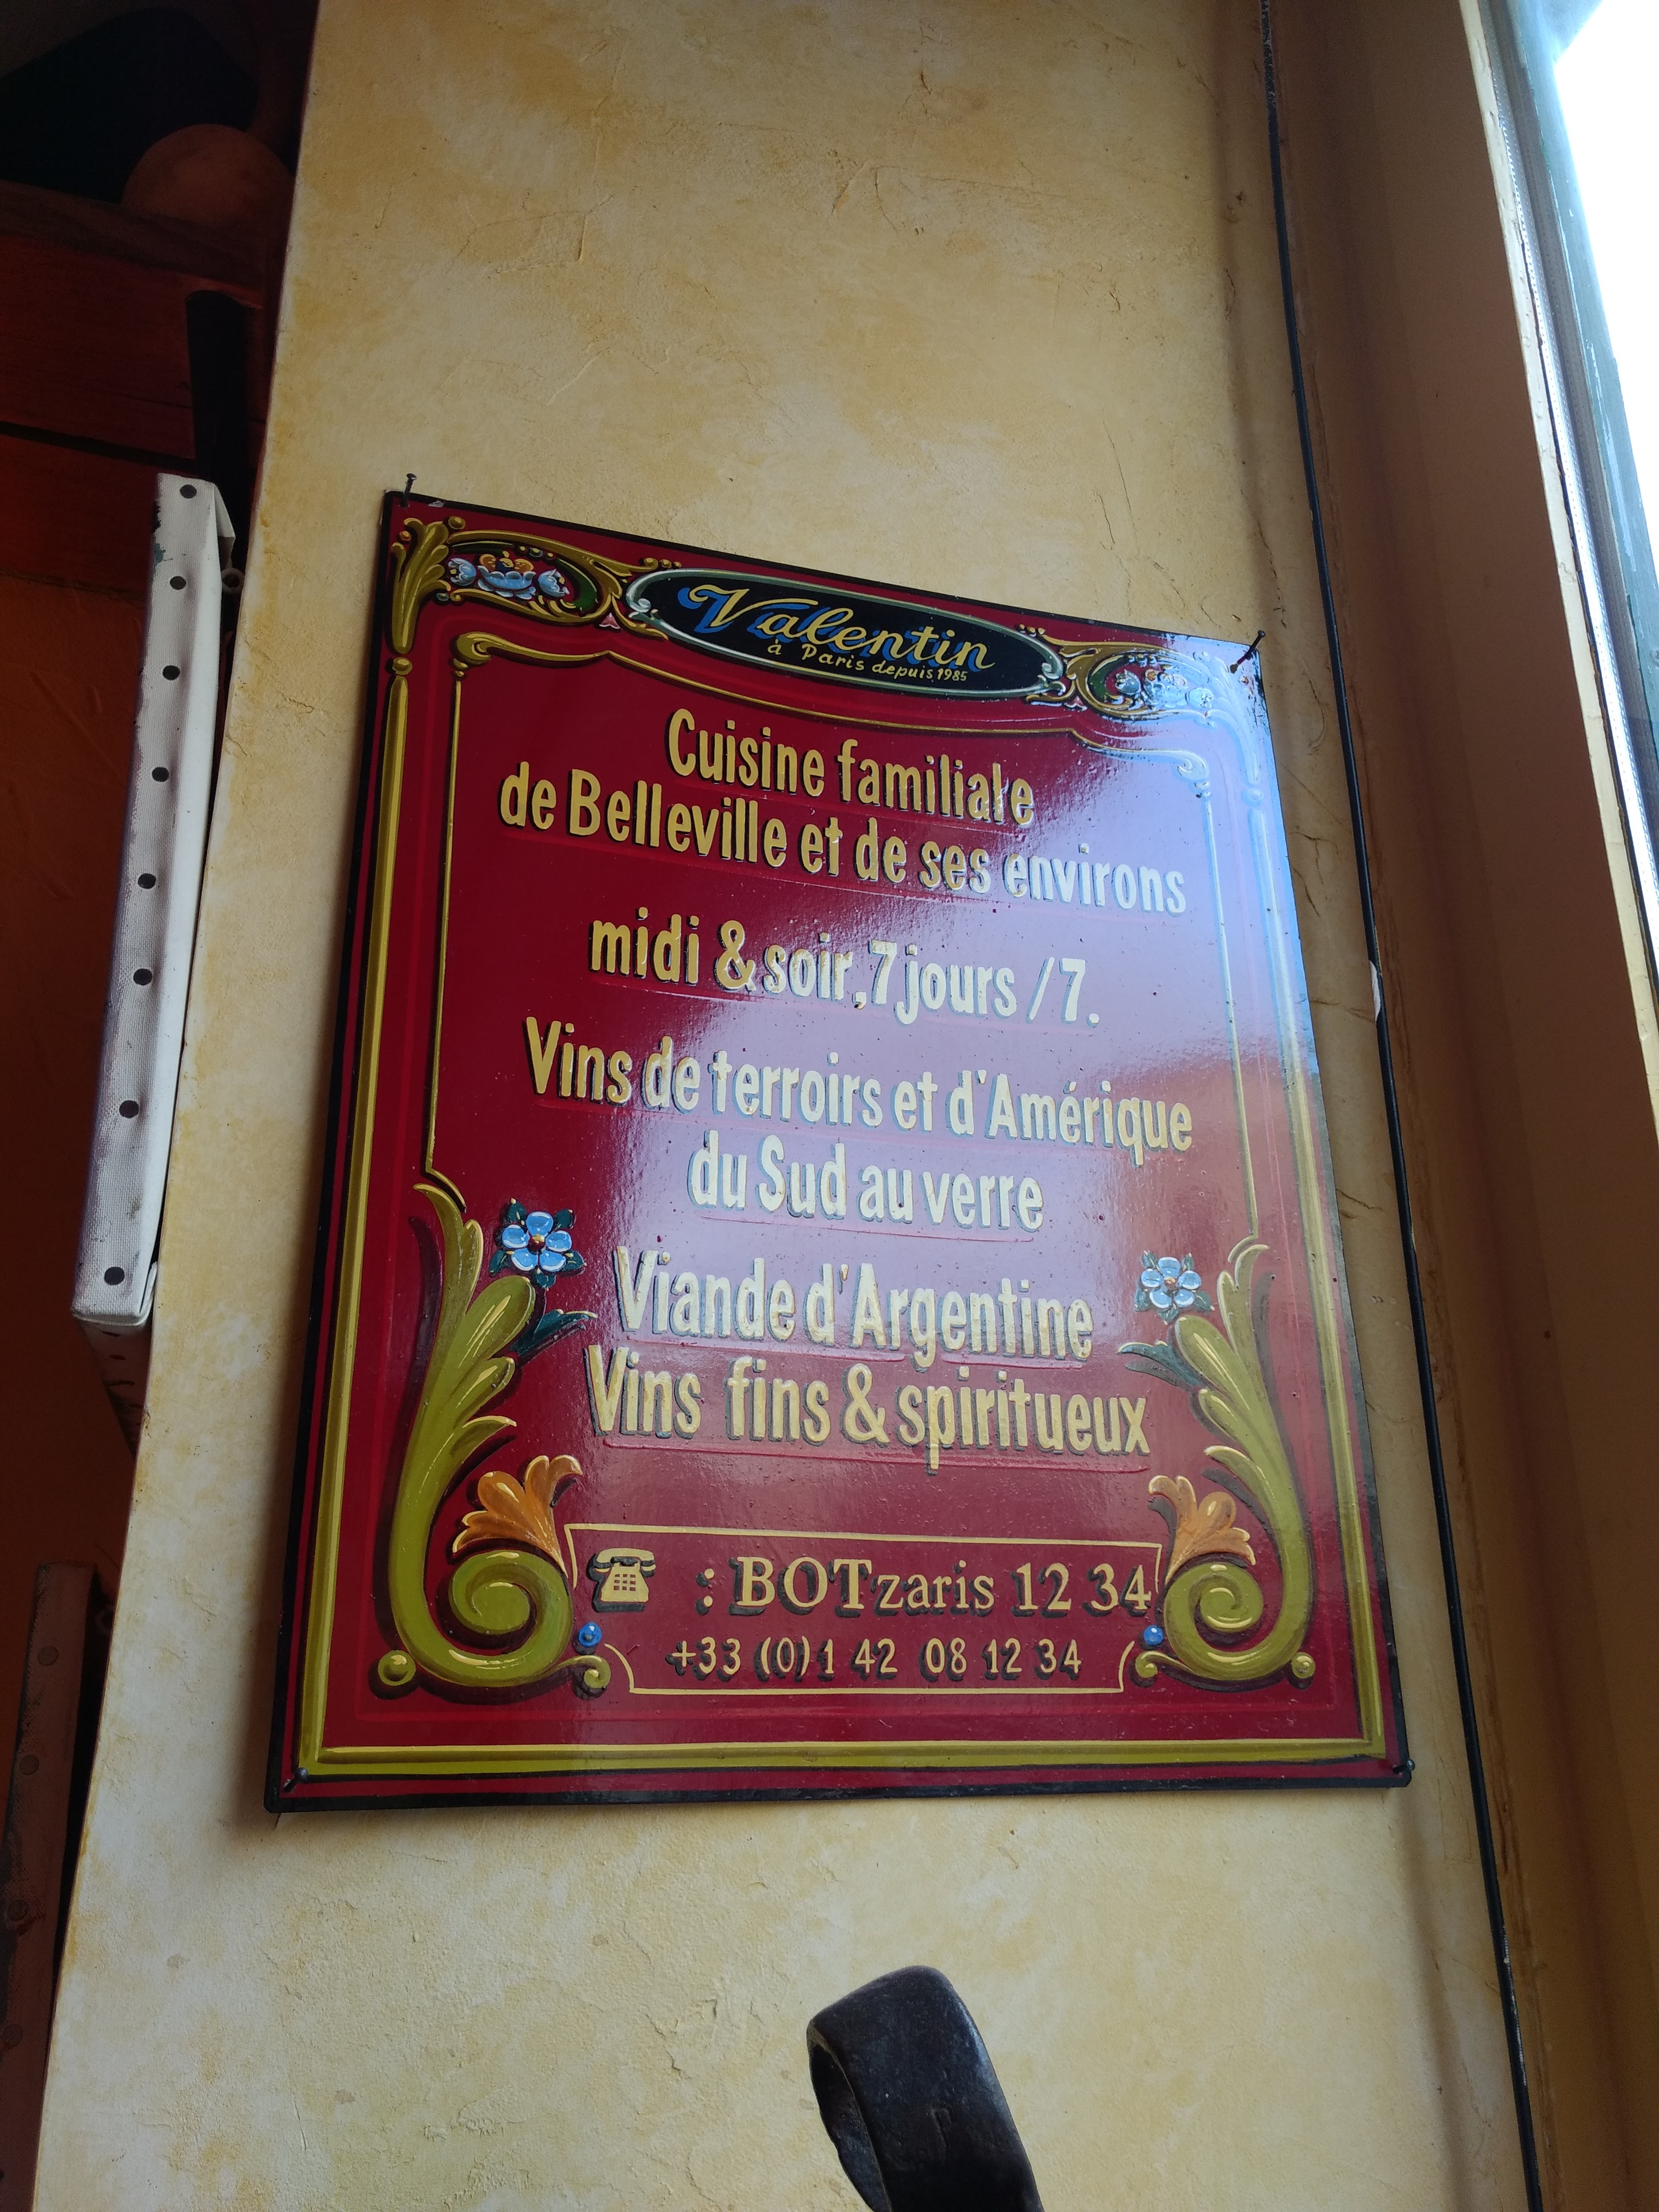 Valentin
à Paris depuis 1985
Cuisine familiale
de Belleville et de ses environs
midi & soir, 7 jours / 7.
Vins de terroirs et d'Amérique
du Sud au verre
Viande d'Argentine
Vins fins & spiritueux
☎ : BOTzaris 12 34
+33 (0)1 42 08 12 34